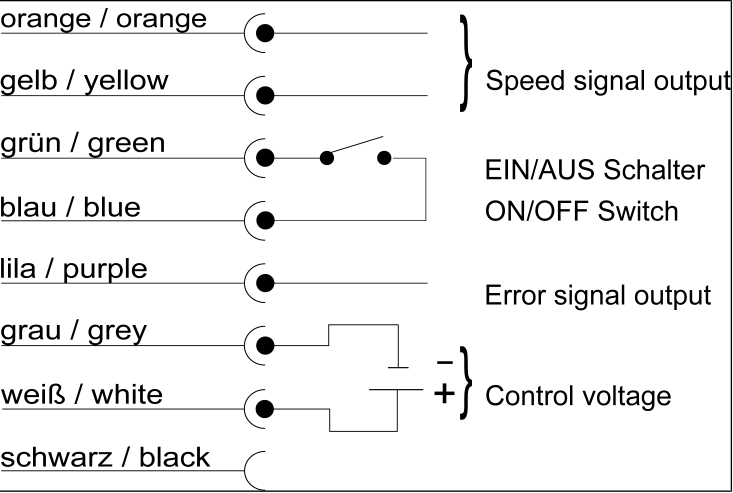 orange / orange
gelb / yellow
Speed signal output
grün / green
EIN/AUS Schalter
blau / blue
ON/OFF Switch
lila / purple
Error signal output
grau / grey
–
+
weiß / white
Control voltage
schwarz / black